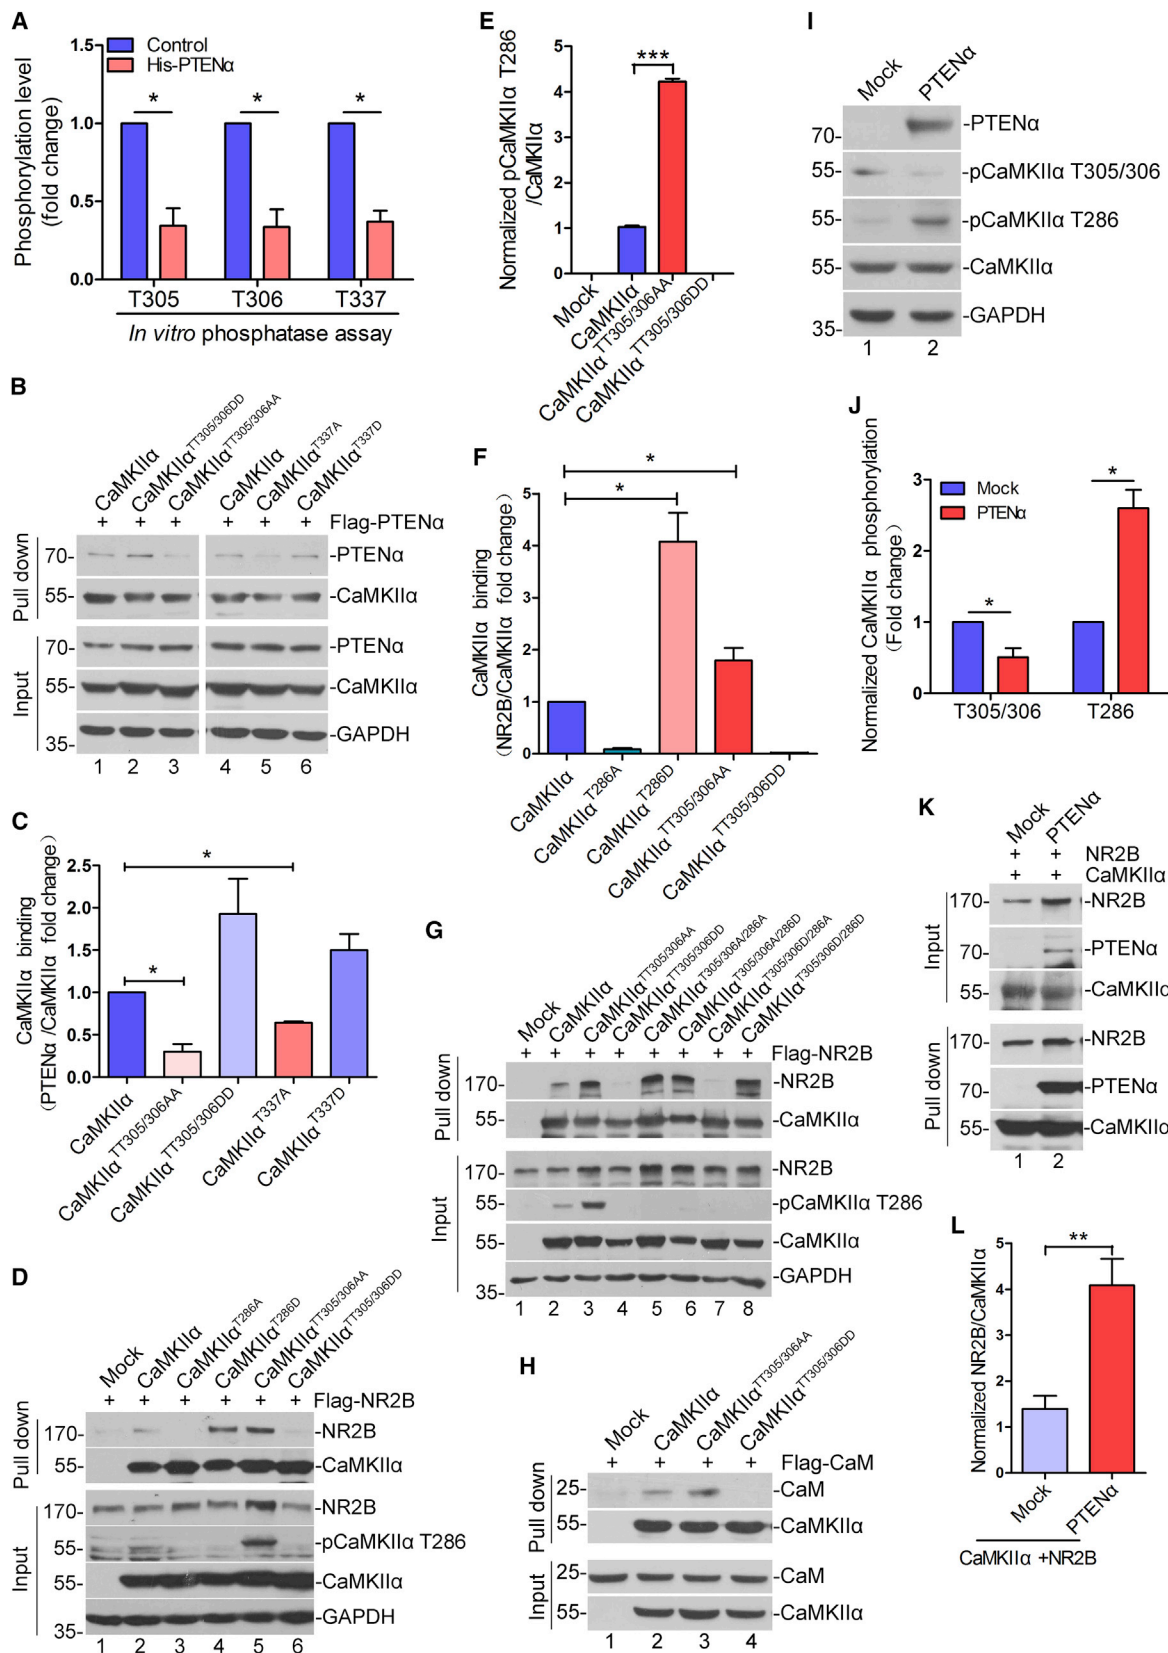 A
Phosphorylation level
(fold change)
1.5
1.0
0.5
0.0
Control
His-PTENα
* * *
T305 T306 T337
In vitro phosphatase assay
B
CaMKIIα
CaMKIIα TT305/306DD
CaMKIIα TT305/306AA
CaMKIIα
CaMKIIα T337A
CaMKIIα T337D
+ + + + + + Flag-PTENα
Pull down
70- -PTENα
55- -CaMKIIα
Input
70- -PTENα
55- -CaMKIIα
35- -GAPDH
1 2 3 4 5 6
C
CaMKIIα binding
(PTENα /CaMKIIα fold change)
2.5
2.0
1.5
1.0
0.5
0.0
*
*
CaMKIIα
CaMKIIα TT305/306AA
CaMKIIα TT305/306DD
CaMKIIα T337A
CaMKIIα T337D
D
Mock
CaMKIIα
CaMKIIα T286A
CaMKIIα T286D
CaMKIIα TT305/306AA
CaMKIIα TT305/306DD
+ + + + + + Flag-NR2B
Pull down
170- -NR2B
55- -CaMKIIα
Input
170- -NR2B
55- -pCaMKIIα T286
55- -CaMKIIα
35- -GAPDH
1 2 3 4 5 6
E
Normalized pCaMKIIα T286
/CaMKIIα
5
4
3
2
1
0
***
Mock
CaMKIIα
CaMKIIα TT305/306AA
CaMKIIα TT305/306DD
F
CaMKIIα binding
(NR2B/CaMKIIα fold change)
5
4
3
2
1
0
*
*
CaMKIIα
CaMKIIα T286A
CaMKIIα T286D
CaMKIIα TT305/306AA
CaMKIIα TT305/306DD
G
Mock
CaMKIIα
CaMKIIα TT305/306AA
CaMKIIα TT305/306DD
CaMKIIα T305/306A/286A
CaMKIIα T305/306A/286D
CaMKIIα T305/306D/286A
CaMKIIα T305/306D/286D
+ + + + + + + + Flag-NR2B
Pull down
170- -NR2B
55- -CaMKIIα
Input
170- -NR2B
55- -pCaMKIIα T286
55- -CaMKIIα
35- -GAPDH
1 2 3 4 5 6 7 8
H
Mock
CaMKIIα
CaMKIIα TT305/306AA
CaMKIIα TT305/306DD
+ + + + Flag-CaM
Pull down
25- -CaM
55- -CaMKIIα
Input
25- -CaM
55- -CaMKIIα
1 2 3 4
I
Mock
PTENα
70- -PTENα
55- -pCaMKIIα T305/306
55- -pCaMKIIα T286
55- -CaMKIIα
35- -GAPDH
1 2
J
Normalized CaMKIIα phosphorylation
(Fold change)
3
2
1
0
Mock
PTENα
*
*
T305/306 T286
K
Mock
PTENα
+ + NR2B
+ + CaMKIIα
Input
170- -NR2B
70- -PTENα
55- -CaMKIIα
Pull down
170- -NR2B
70- -PTENα
55- -CaMKIIα
1 2
L
Normalized NR2B/CaMKIIα
5
4
3
2
1
0
**
Mock
PTENα
CaMKIIα +NR2B